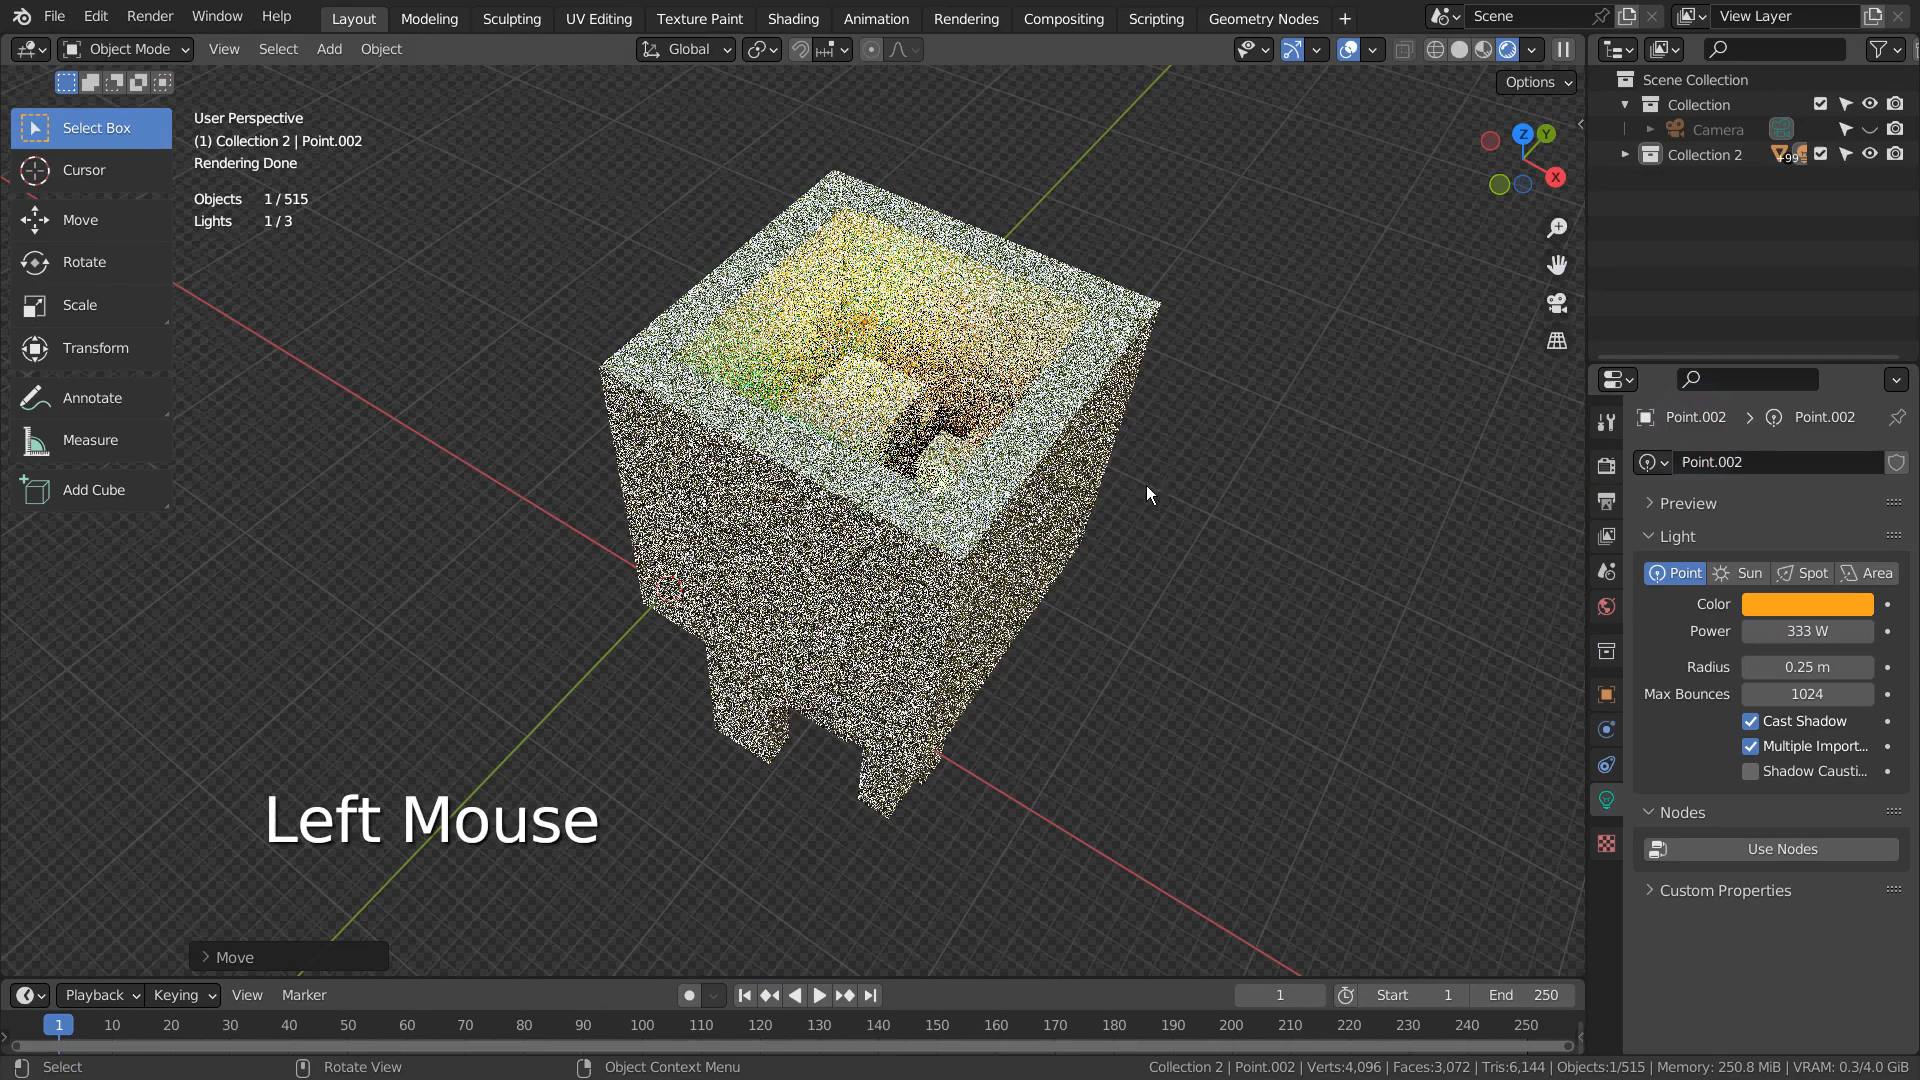 File Edit Render Window Help Layout Modeling Sculpting UV Editing Texture Paint Shading Animation Rendering Compositing Scripting Geometry Nodes + Scene View Layer
Object Mode View Select Add Object Global
Options
Select Box
Cursor
Move
Rotate
Scale
Transform
Annotate
Measure
Add Cube
User Perspective
(1) Collection 2 | Point.002
Rendering Done
Objects 1 / 515
Lights 1 / 3
Z Y
X
Left Mouse
Move
Scene Collection
Collection
Camera
Collection 2 +99
Point.002 Point.002
Point.002
Preview
Light
Point Sun Spot Area
Color
Power 333 W
Radius 0.25 m
Max Bounces 1024
Cast Shadow
Multiple Import...
Shadow Causti...
Nodes
Use Nodes
Custom Properties
Playback Keying View Marker 1 Start 1 End 250
1 10 20 30 40 50 60 70 80 90 100 110 120 130 140 150 160 170 180 190 200 210 220 230 240 250
Select Rotate View Object Context Menu Collection 2 | Point.002 | Verts:4,096 | Faces:3,072 | Tris:6,144 | Objects:1/515 | Memory: 250.8 MiB | VRAM: 0.3/4.0 GiB